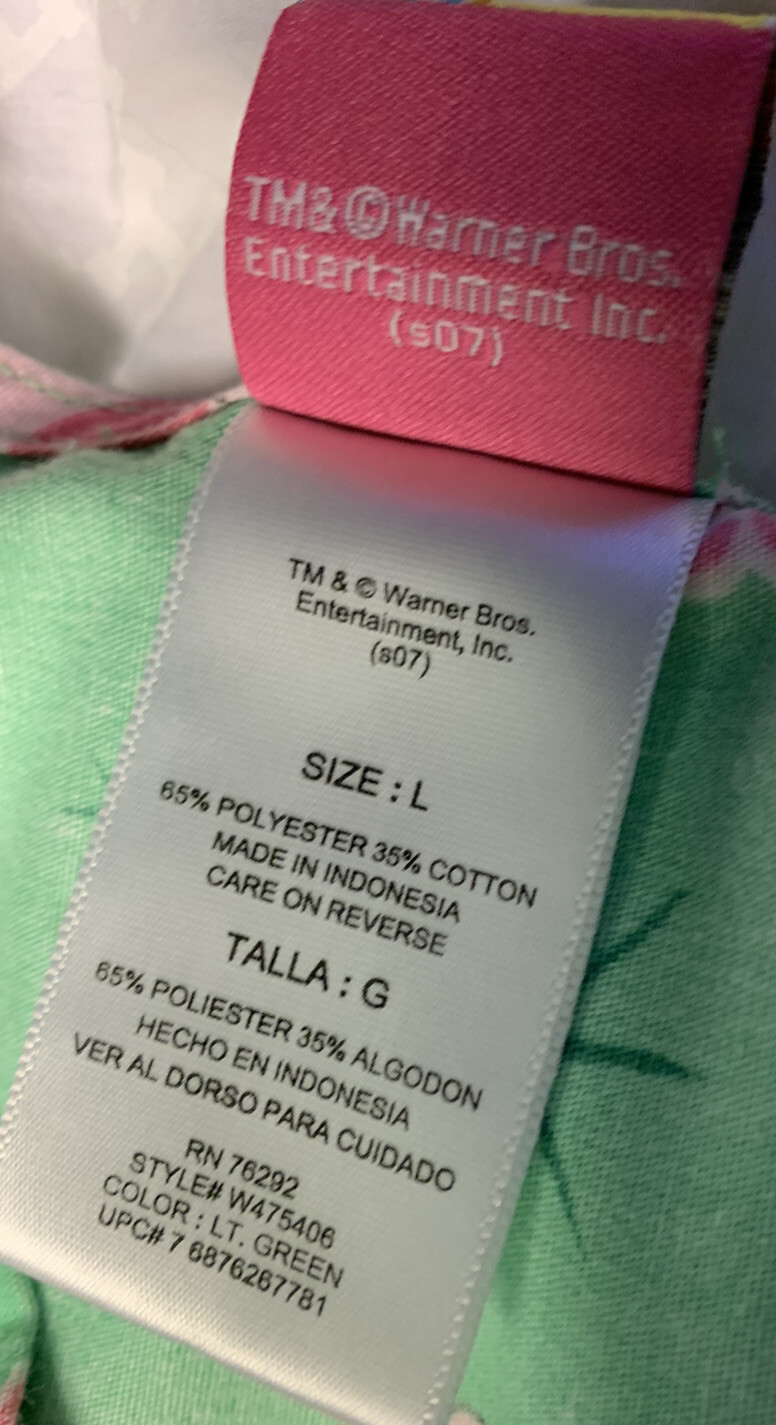 TM&©Warner Bros.
Entertainment Inc.
(s07)
TM & © Warner Bros.
Entertainment, Inc.
(s07)
SIZE : L
65% POLYESTER 35% COTTON
MADE IN INDONESIA
CARE ON REVERSE
TALLA : G
65% POLIESTER 35% ALGODON
HECHO EN INDONESIA
VER AL DORSO PARA CUIDADO
RN 76292
STYLE# W475406
COLOR : LT. GREEN
UPC# 7 6876267781